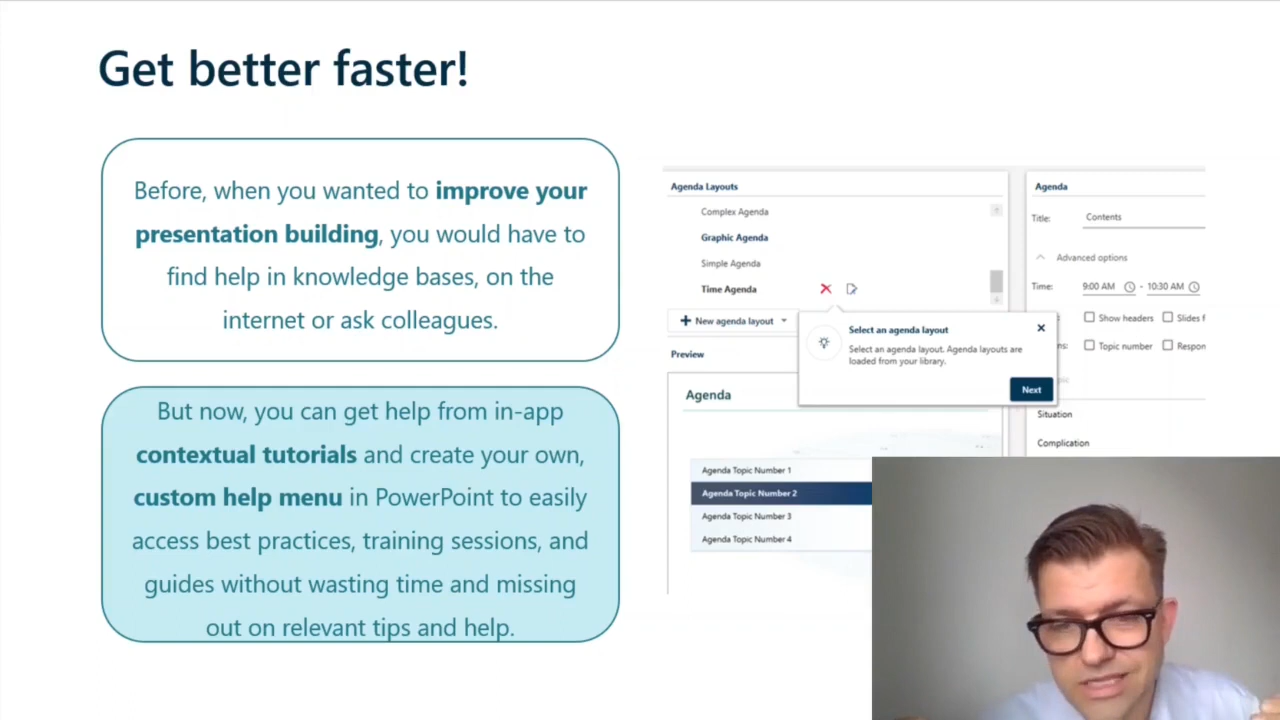 Get better faster!
Before, when you wanted to improve your
presentation building, you would have to
find help in knowledge bases, on the
internet or ask colleagues.
But now, you can get help from in-app
contextual tutorials and create your own,
custom help menu in PowerPoint to easily
access best practices, training sessions, and
guides without wasting time and missing
out on relevant tips and help.
Agenda Layouts
Complex Agenda
Graphic Agenda
Simple Agenda
Time Agenda
New agenda layout
Preview
Agenda
Agenda Topic Number 1
Agenda Topic Number 2
Agenda Topic Number 3
Agenda Topic Number 4
Select an agenda layout
Select an agenda layout. Agenda layouts are
loaded from your library.
Next
Agenda
Title: Contents
Advanced options
Time: 9:00 AM - 10:30 AM
Show headers Slides f
ns: Topic number Respon
Situation
Complication